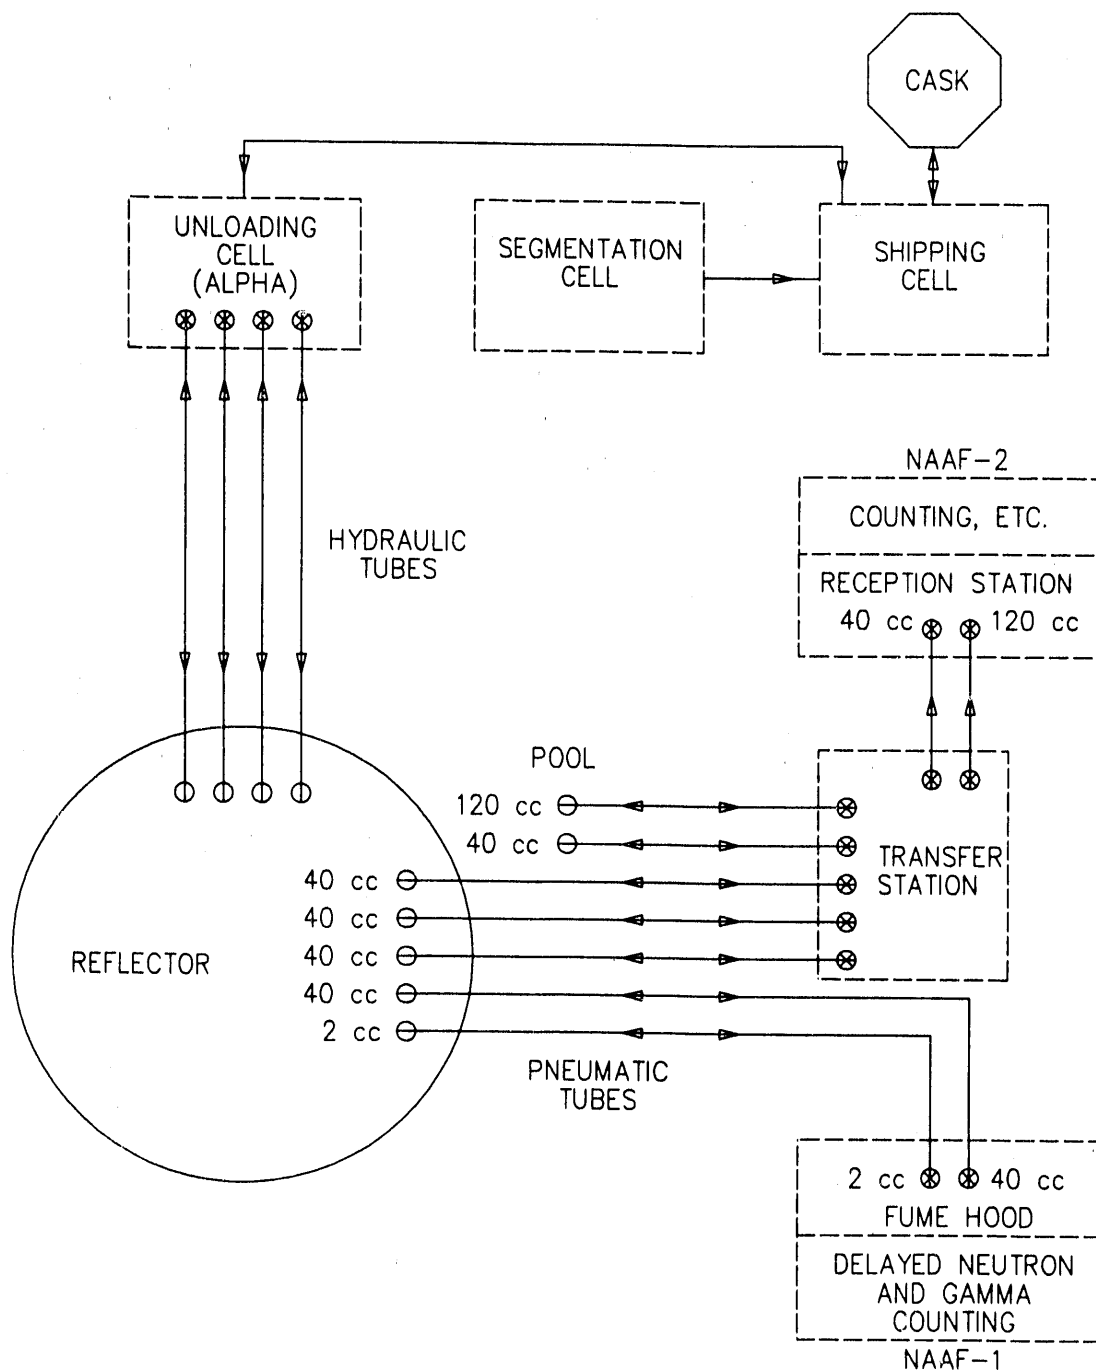 CASK
UNLOADING
CELL
(ALPHA)
SEGMENTATION
CELL
SHIPPING
CELL
HYDRAULIC
TUBES
NAAF-2
COUNTING, ETC.
RECEPTION STATION
40 cc 120 cc
POOL
120 cc
40 cc
TRANSFER
STATION
40 cc
40 cc
REFLECTOR
40 cc
40 cc
2 cc
PNEUMATIC
TUBES
2 cc 40 cc
FUME HOOD
DELAYED NEUTRON
AND GAMMA
COUNTING
NAAF-1